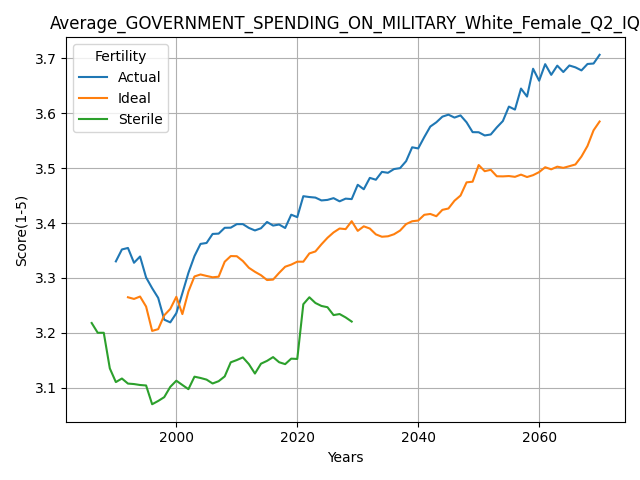 Average_GOVERNMENT_SPENDING_ON_MILITARY_White_Female_Q2_IQ
Fertility
Actual
Ideal
Sterile
3.7
3.6
3.5
3.4
3.3
3.2
3.1
Score(1-5)
2000
2020
2040
2060
Years